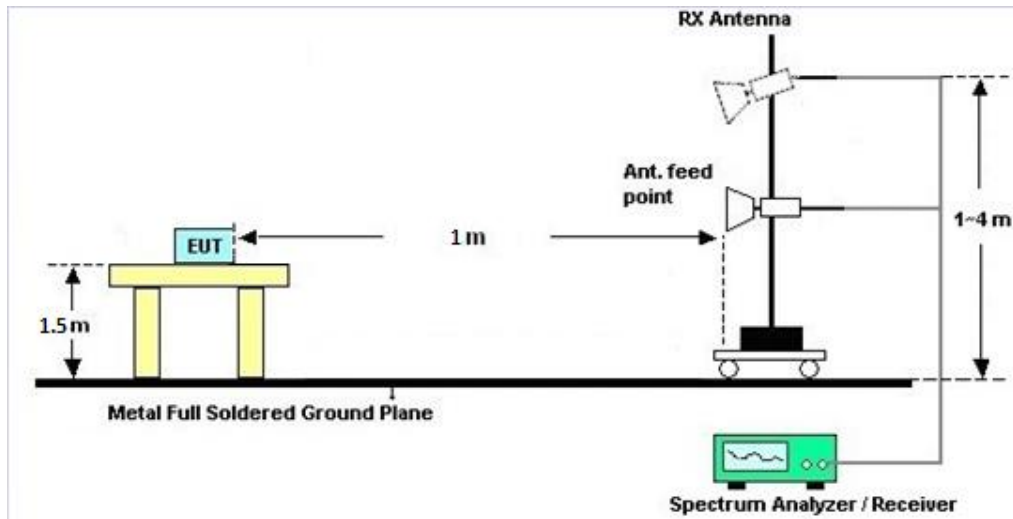 RX Antenna
Ant. feed
point
EUT
1 m
1~4 m
1.5 m
Metal Full Soldered Ground Plane
Spectrum Analyzer / Receiver